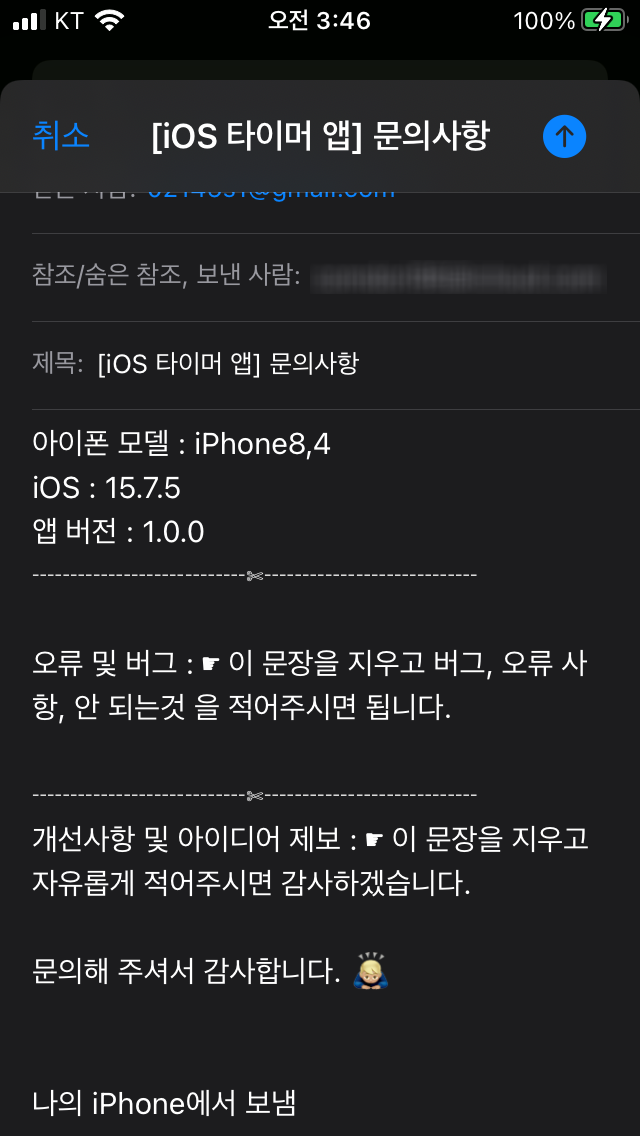 KT 오전 3:46 100%
취소 [iOS 타이머 앱] 문의사항
참조/숨은 참조, 보낸 사람:
제목: [iOS 타이머 앱] 문의사항
아이폰 모델 : iPhone8,4
iOS : 15.7.5
앱 버전 : 1.0.0
----------------------------✄----------------------------
오류 및 버그 : ☛ 이 문장을 지우고 버그, 오류 사
항, 안 되는것 을 적어주시면 됩니다.
----------------------------✄----------------------------
개선사항 및 아이디어 제보 : ☛ 이 문장을 지우고
자유롭게 적어주시면 감사하겠습니다.
문의해 주셔서 감사합니다. 🙇🏼
나의 iPhone에서 보냄